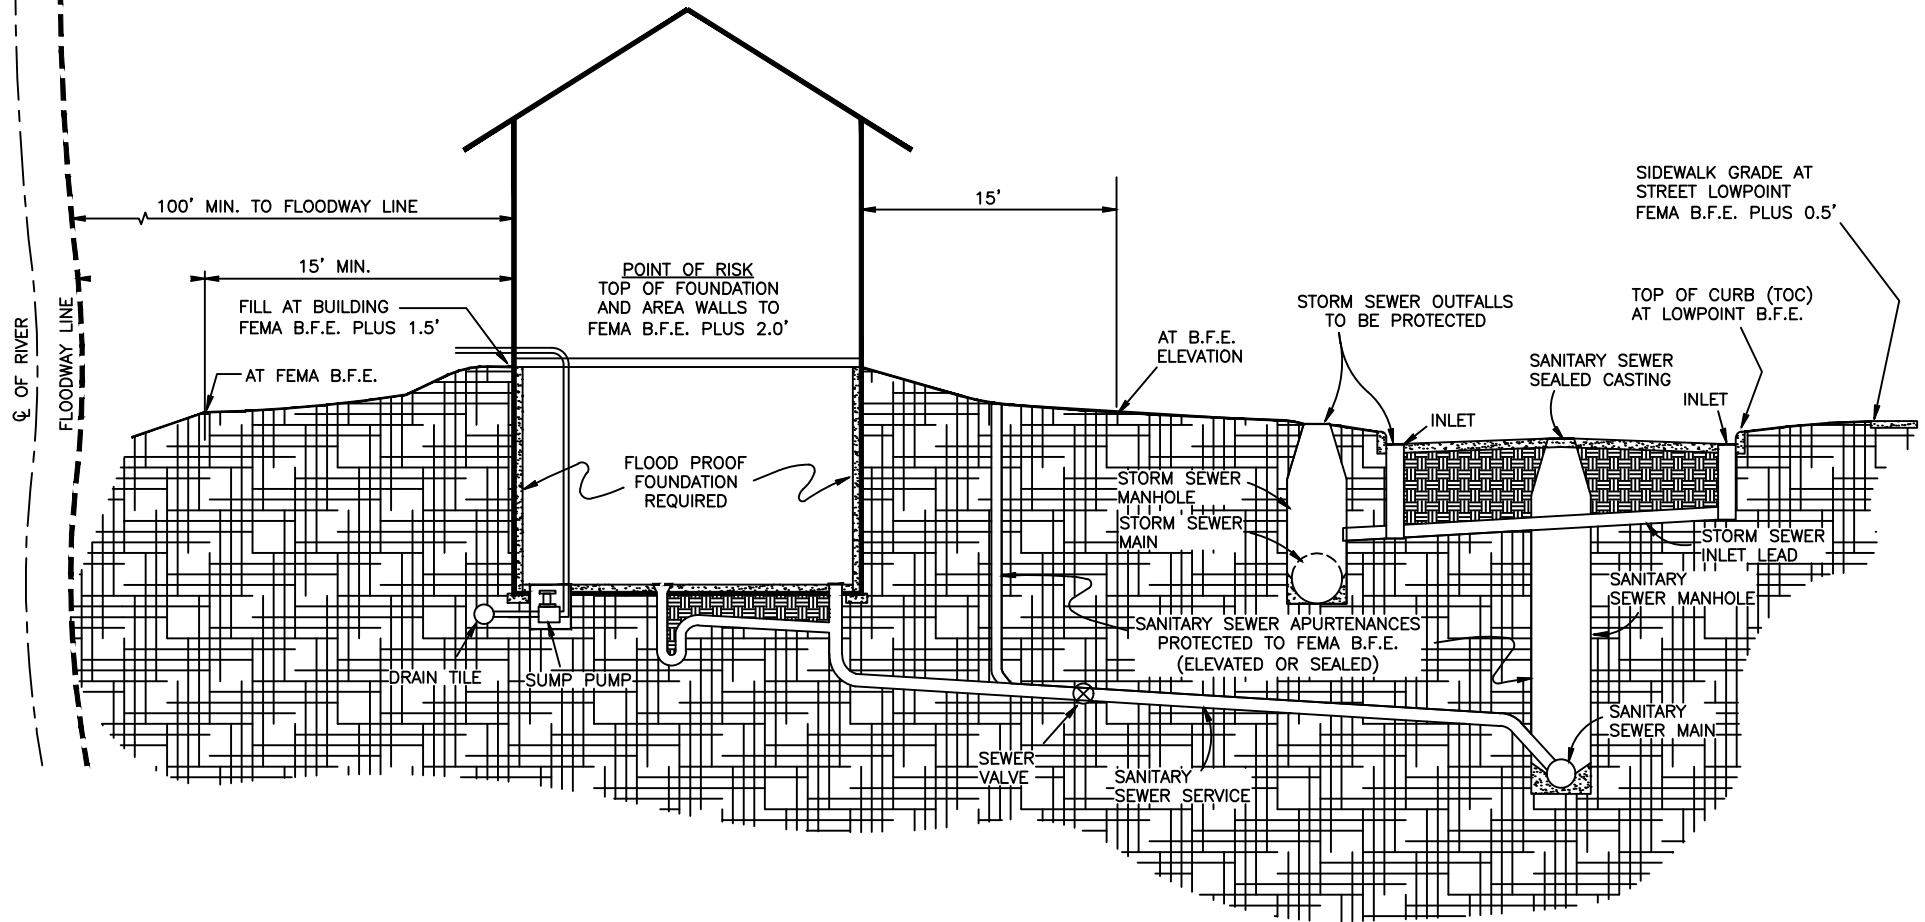 ℄ OF RIVER
FLOODWAY LINE
100' MIN. TO FLOODWAY LINE
15' MIN.
FILL AT BUILDING
FEMA B.F.E. PLUS 1.5'
AT FEMA B.F.E.
POINT OF RISK
TOP OF FOUNDATION
AND AREA WALLS TO
FEMA B.F.E. PLUS 2.0'
15'
AT B.F.E.
ELEVATION
STORM SEWER OUTFALLS
TO BE PROTECTED
SIDEWALK GRADE AT
STREET LOWPOINT
FEMA B.F.E. PLUS 0.5'
TOP OF CURB (TOC)
AT LOWPOINT B.F.E.
SANITARY SEWER
SEALED CASTING
INLET
INLET
FLOOD PROOF
FOUNDATION
REQUIRED
STORM SEWER
MANHOLE
STORM SEWER
MAIN
STORM SEWER
INLET LEAD
SANITARY
SEWER MANHOLE
SANITARY SEWER APURTENANCES
PROTECTED TO FEMA B.F.E.
(ELEVATED OR SEALED)
DRAIN TILE
SUMP PUMP
SEWER
VALVE
SANITARY
SEWER SERVICE
SANITARY
SEWER MAIN